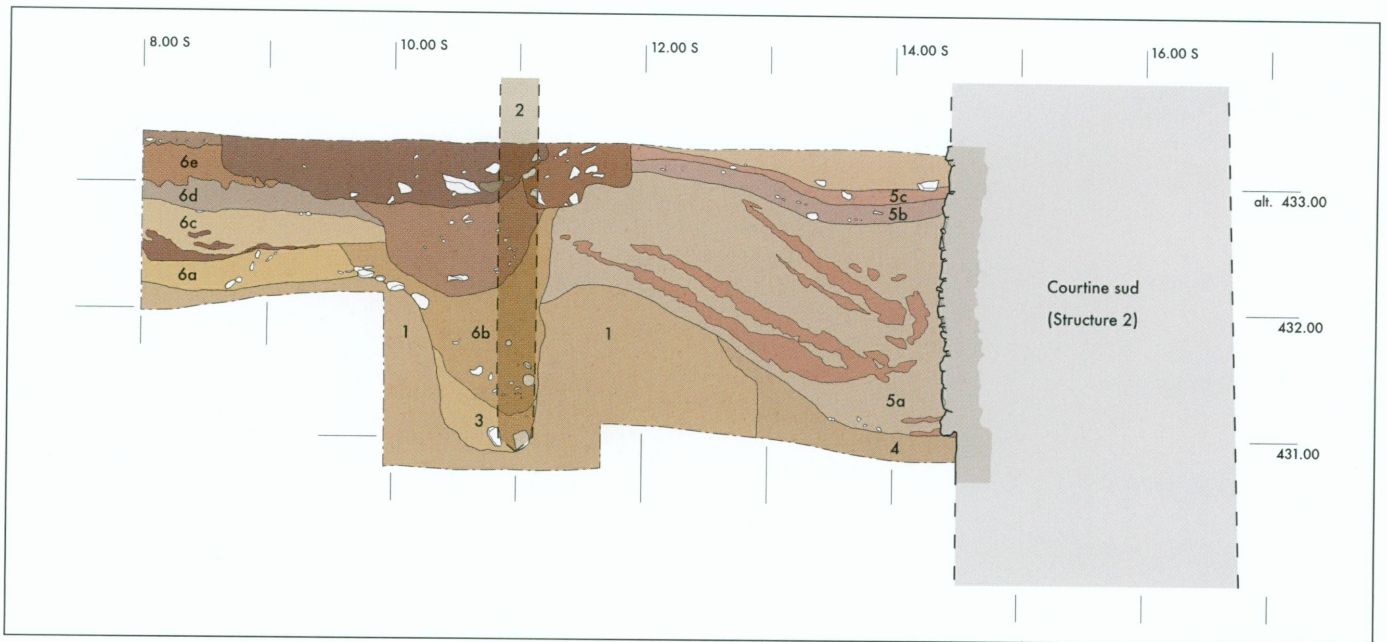 8.00 S
10.00 S
12.00 S
14.00 S
16.00 S
2
6e
6d
5c
5b
alt. 433.00
6c
6a
Courtine sud
(Structure 2)
1
6b
1
432.00
5a
3
4
431.00